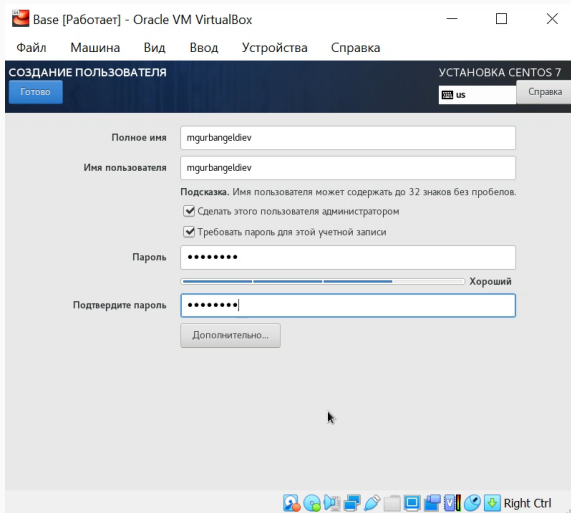 Base [Работает] - Oracle VM VirtualBox
Файл Машина Вид Ввод Устройства Справка
СОЗДАНИЕ ПОЛЬЗОВАТЕЛЯ УСТАНОВКА CENTOS 7
Готово us Справка
Полное имя mgurbangeldiev
Имя пользователя mgurbangeldiev
Подсказка. Имя пользователя может содержать до 32 знаков без пробелов.
Сделать этого пользователя администратором
Требовать пароль для этой учетной записи
Пароль ••••••••
Хороший
Подтвердите пароль ••••••••
Дополнительно...
Right Ctrl